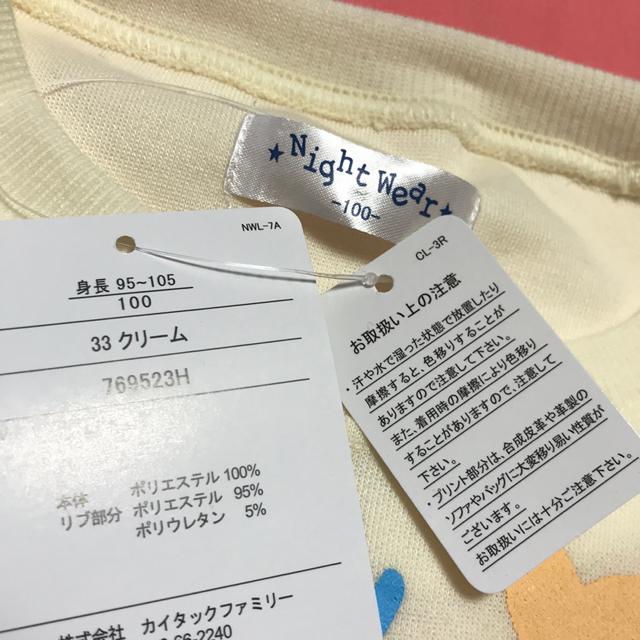 ★Night Wear★
-100-
NWL-7A
身長 95~105
100
33 クリーム
769523H
本体 ポリエステル 100%
リブ部分 ポリエステル 95%
ポリウレタン 5%
株式会社 カイタックファミリー
66-2240
CL-3R
お取扱い上の注意
・汗や水で湿った状態で放置したり
摩擦すると、色移りすることが
ありますので注意して下さい。
また、着用時の摩擦により色移り
することがありますので、注意して
下さい。
・プリント部分は、合成皮革や革製の
ソファやバッグに大変移り易い性質が
ございます。
お取扱いには十分ご注意下さい。